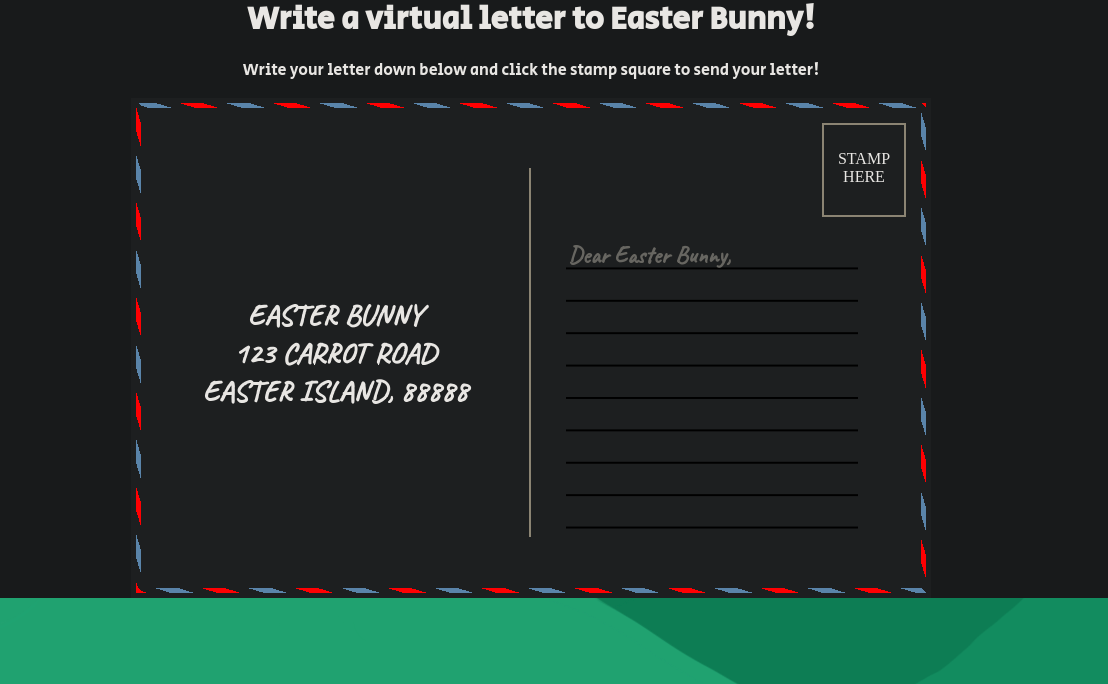 Write a virtual letter to Easter Bunny!
Write your letter down below and click the stamp square to send your letter!
STAMP
HERE
Dear Easter Bunny,
EASTER BUNNY
123 CARROT ROAD
EASTER ISLAND, 88888